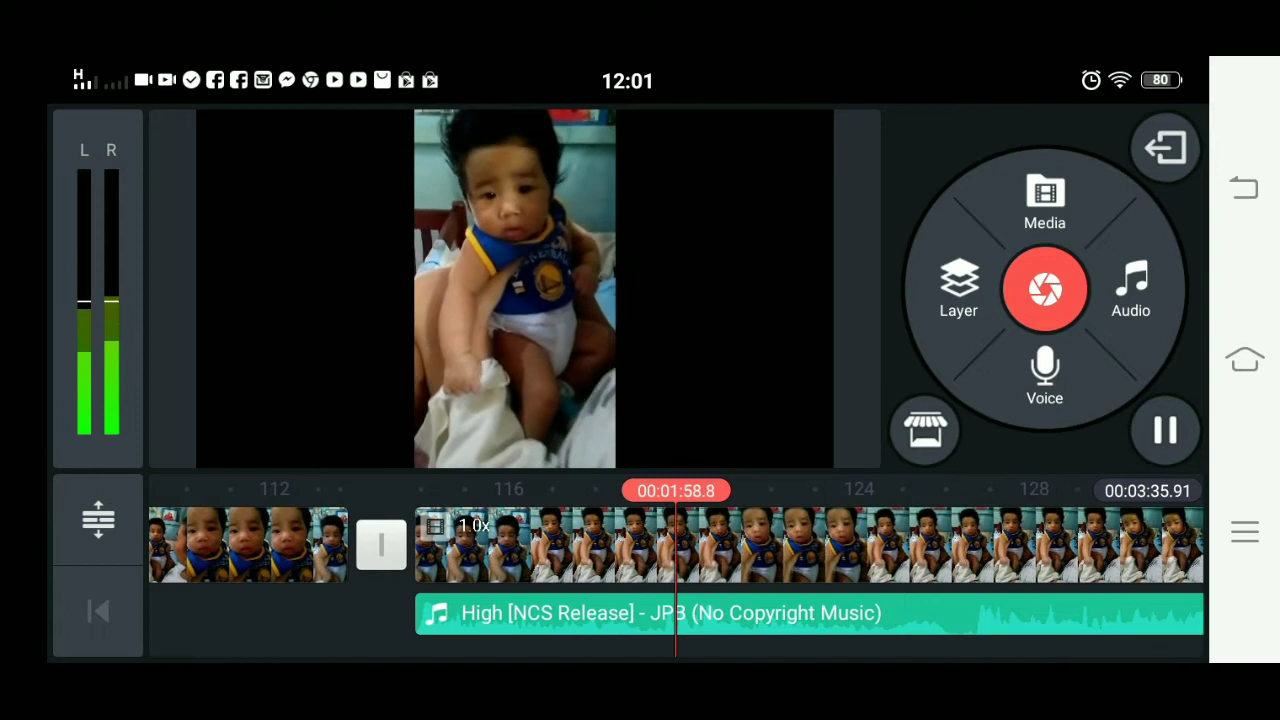 H
12:01
80
L R
Media
Layer
Audio
Voice
112
116
00:01:58.8
124
128
00:03:35.91
1.0x
High [NCS Release] - JPB (No Copyright Music)